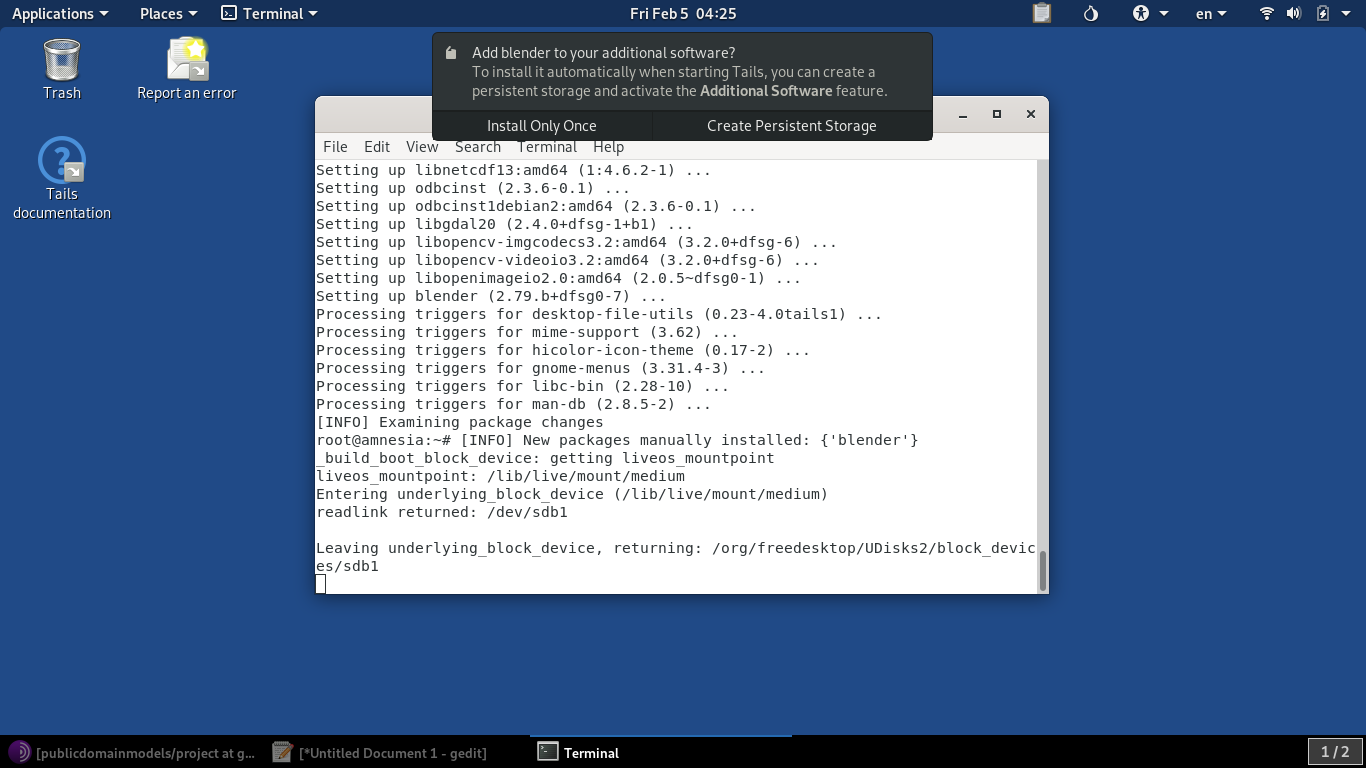 Applications Places Terminal Fri Feb 5 04:25 en
Trash
Report an error
Tails
documentation
Add blender to your additional software?
To install it automatically when starting Tails, you can create a
persistent storage and activate the Additional Software feature.
Install Only Once Create Persistent Storage
File Edit View Search Terminal Help
Setting up libnetcdf13:amd64 (1:4.6.2-1) ...
Setting up odbcinst (2.3.6-0.1) ...
Setting up odbcinst1debian2:amd64 (2.3.6-0.1) ...
Setting up libgdal20 (2.4.0+dfsg-1+b1) ...
Setting up libopencv-imgcodecs3.2:amd64 (3.2.0+dfsg-6) ...
Setting up libopencv-videoio3.2:amd64 (3.2.0+dfsg-6) ...
Setting up libopenimageio2.0:amd64 (2.0.5~dfsg0-1) ...
Setting up blender (2.79.b+dfsg0-7) ...
Processing triggers for desktop-file-utils (0.23-4.0tails1) ...
Processing triggers for mime-support (3.62) ...
Processing triggers for hicolor-icon-theme (0.17-2) ...
Processing triggers for gnome-menus (3.31.4-3) ...
Processing triggers for libc-bin (2.28-10) ...
Processing triggers for man-db (2.8.5-2) ...
[INFO] Examining package changes
root@amnesia:~# [INFO] New packages manually installed: {'blender'}
_build_boot_block_device: getting liveos_mountpoint
liveos_mountpoint: /lib/live/mount/medium
Entering underlying_block_device (/lib/live/mount/medium)
readlink returned: /dev/sdb1
Leaving underlying_block_device, returning: /org/freedesktop/UDisks2/block_devic
es/sdb1
[publicdomainmodels/project at g... [*Untitled Document 1 - gedit] Terminal 1 / 2